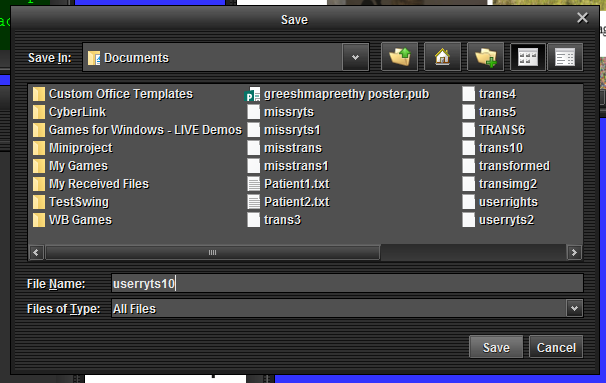 Save
Save In: Documents
Custom Office Templates greeshmapreethy poster.pub trans4
CyberLink missryts trans5
Games for Windows - LIVE Demos missryts1 TRANS6
Miniproject misstrans trans10
My Games misstrans1 transformed
My Received Files Patient1.txt transimg2
TestSwing Patient2.txt userrights
WB Games trans3 userryts2
File Name: userryts10
Files of Type: All Files
Save Cancel